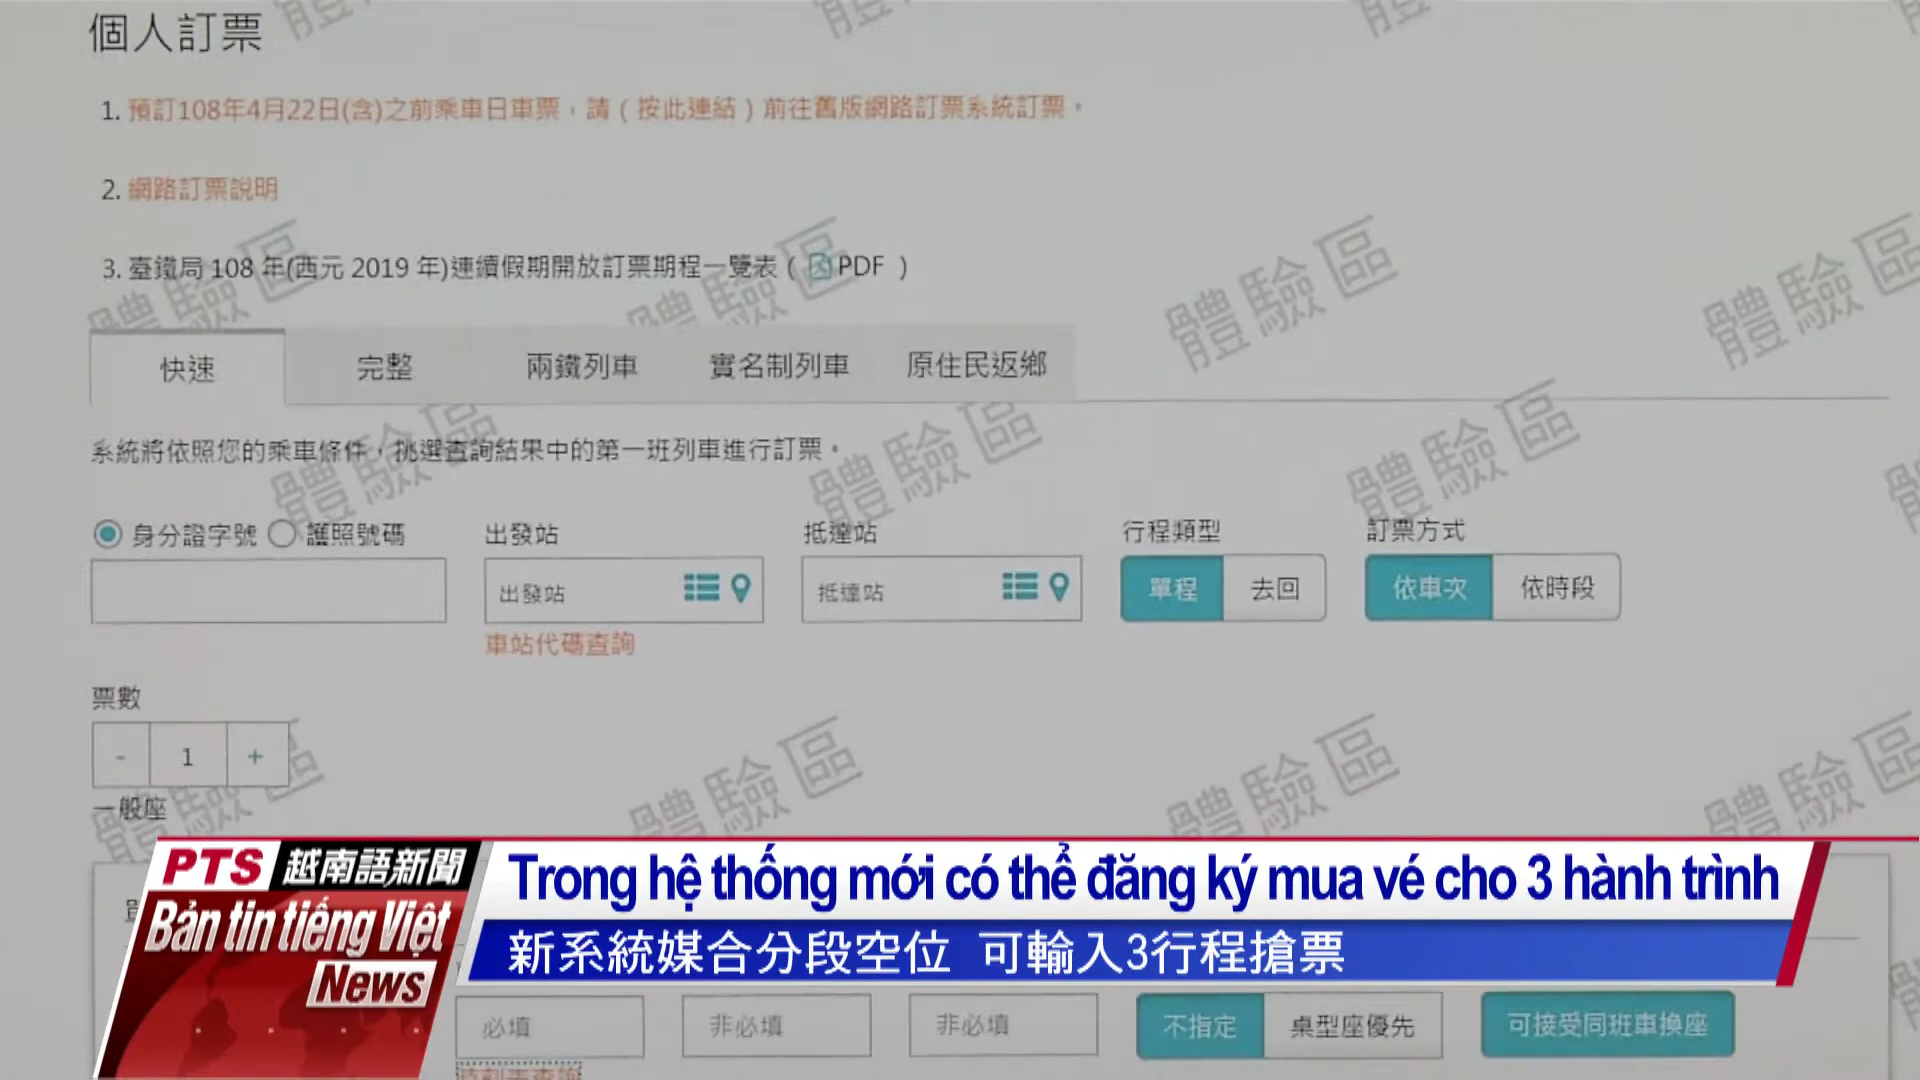 個人訂票
1. 預訂108年4月22日(含)之前乘車日車票，請（按此連結）前往舊版網路訂票系統訂票。
2. 網路訂票說明
3. 臺鐵局 108 年(西元 2019 年)連續假期開放訂票期程一覽表（ PDF ）
快速 完整 兩鐵列車 實名制列車 原住民返鄉
系統將依照您的乘車條件，挑選查詢結果中的第一班列車進行訂票。
身分證字號 護照號碼 出發站 抵達站 行程類型 訂票方式
出發站 抵達站 單程 去回 依車次 依時段
車站代碼查詢
票數
- 1 +
一般座
體驗區
PTS 越南語新聞
Bản tin tiếng Việt
News
Trong hệ thống mới có thể đăng ký mua vé cho 3 hành trình
新系統媒合分段空位 可輸入3行程搶票
必填 非必填 非必填 不指定 桌型座優先 可接受同班車換座